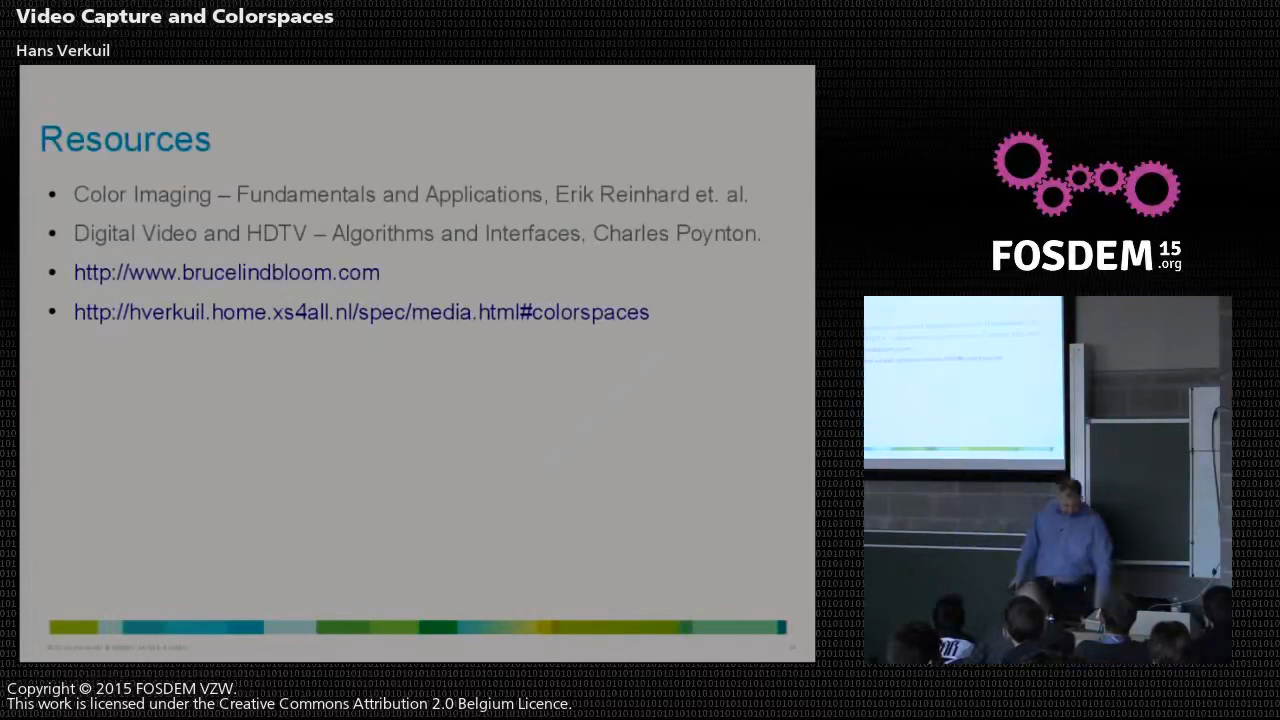 Video Capture and Colorspaces
Hans Verkuil
Resources
• Color Imaging – Fundamentals and Applications, Erik Reinhard et. al.
• Digital Video and HDTV – Algorithms and Interfaces, Charles Poynton.
• http://www.brucelindbloom.com
• http://hverkuil.home.xs4all.nl/spec/media.html#colorspaces
FOSDEM 15
.org
Copyright © 2015 FOSDEM VZW.
This work is licensed under the Creative Commons Attribution 2.0 Belgium Licence.